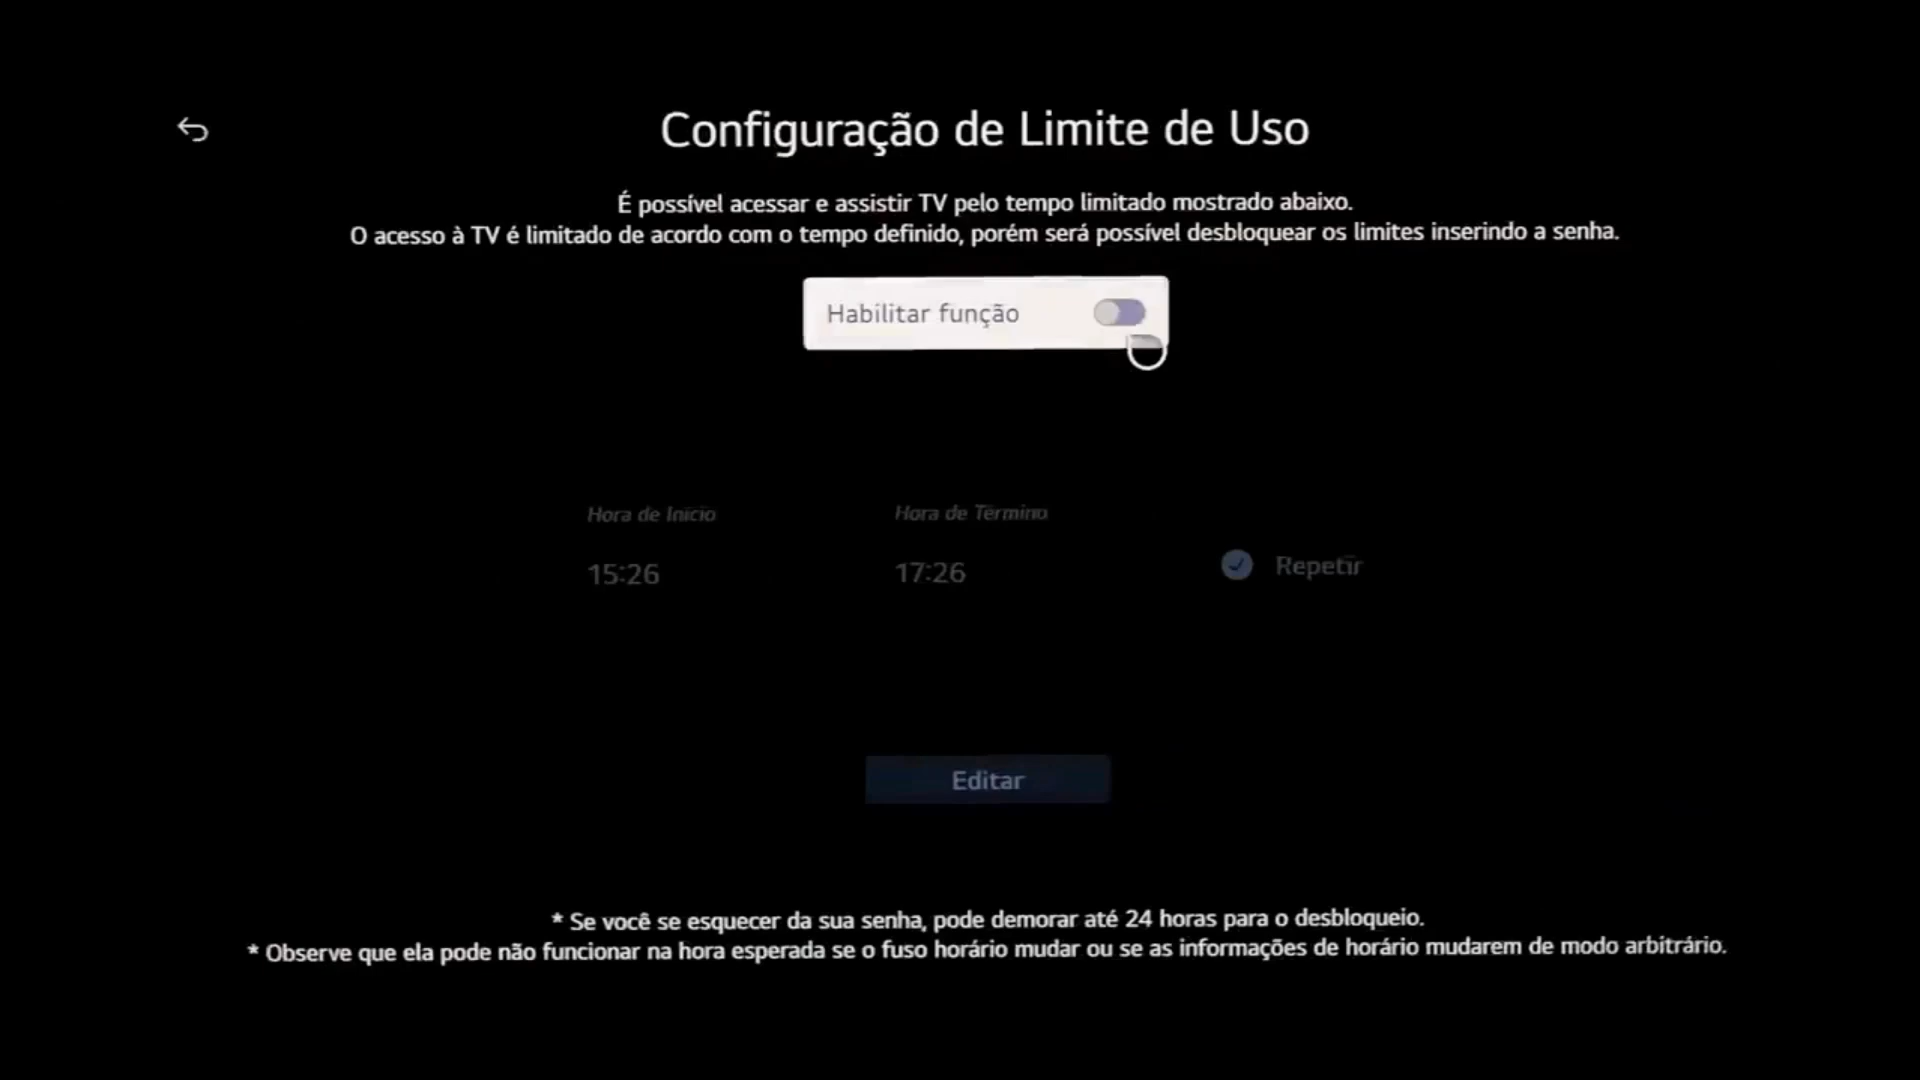 Configuração de Limite de Uso
É possível acessar e assistir TV pelo tempo limitado mostrado abaixo.
O acesso à TV é limitado de acordo com o tempo definido, porém será possível desbloquear os limites inserindo a senha.
Habilitar função
Hora de Início Hora de Término
15:26 17:26 Repetir
Editar
* Se você se esquecer da sua senha, pode demorar até 24 horas para o desbloqueio.
* Observe que ela pode não funcionar na hora esperada se o fuso horário mudar ou se as informações de horário mudarem de modo arbitrário.